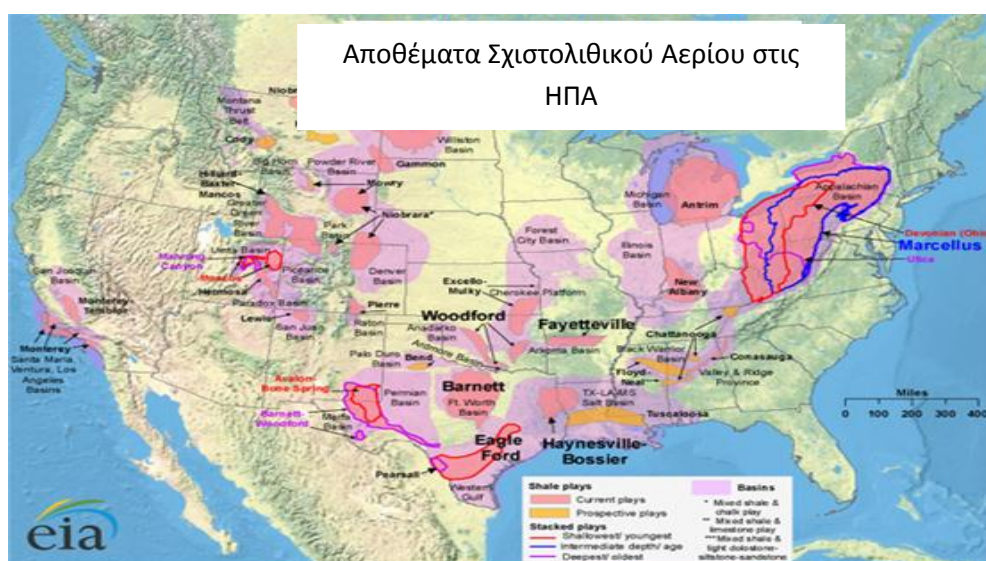 Αποθέματα Σχιστολιθικού Αερίου στις
ΗΠΑ
Niobr
Montana
Thrust
Belt
Cody
Big Horn
Basin
Powder River
Basin
Williston
Basin
Gammon
Hilliard-
Baxter-
Mancos
Mowry
Greater
Green
River
Basin
Niobrara*
Park
Basin
Michigan
Basin
Antrim
Appalachian
Basin
Devonian (Ohio
Marcellus
Utica
Forest
City Basin
Illinois
Basin
Uinta Basin
Manning
Canyon
Mancos
Piceance
Basin
Denver
Basin
Hermosa
Paradox Basin
Pierre
Lewis
San Juan
Basin
Raton
Basin
San Joaquin
Basin
Monterey-
Temblor
Monterey
Santa Maria,
Ventura, Los
Angeles
Basins
Excello-
Mulky
Cherokee Platform
New
Albany
Woodford
Anadarko
Basin
Fayetteville
Chattanooga
Palo Duro
Basin
Bend
Ardmore Basin
Arkoma Basin
Black Warrior
Basin
Conasauga
Floyd-
Neal
Valley & Ridge
Province
Avalon-
Bone Spring
Permian
Basin
Barnett
Ft. Worth
Basin
TX-LA-MS
Salt Basin
Tuscaloosa
Barnett-
Woodford
Marfa
Basin
Eagle
Ford
Haynesville-
Bossier
Pearsall
Western
Gulf
Miles
0 100 200 300 400
Shale plays
Current plays
Prospective plays
Stacked plays
Shallowest/ youngest
Intermediate depth/ age
Deepest/ oldest
Basins
* Mixed shale &
chalk play
** Mixed shale &
limestone play
***Mixed shale &
tight dolostone-
siltstone-sandstone
eia